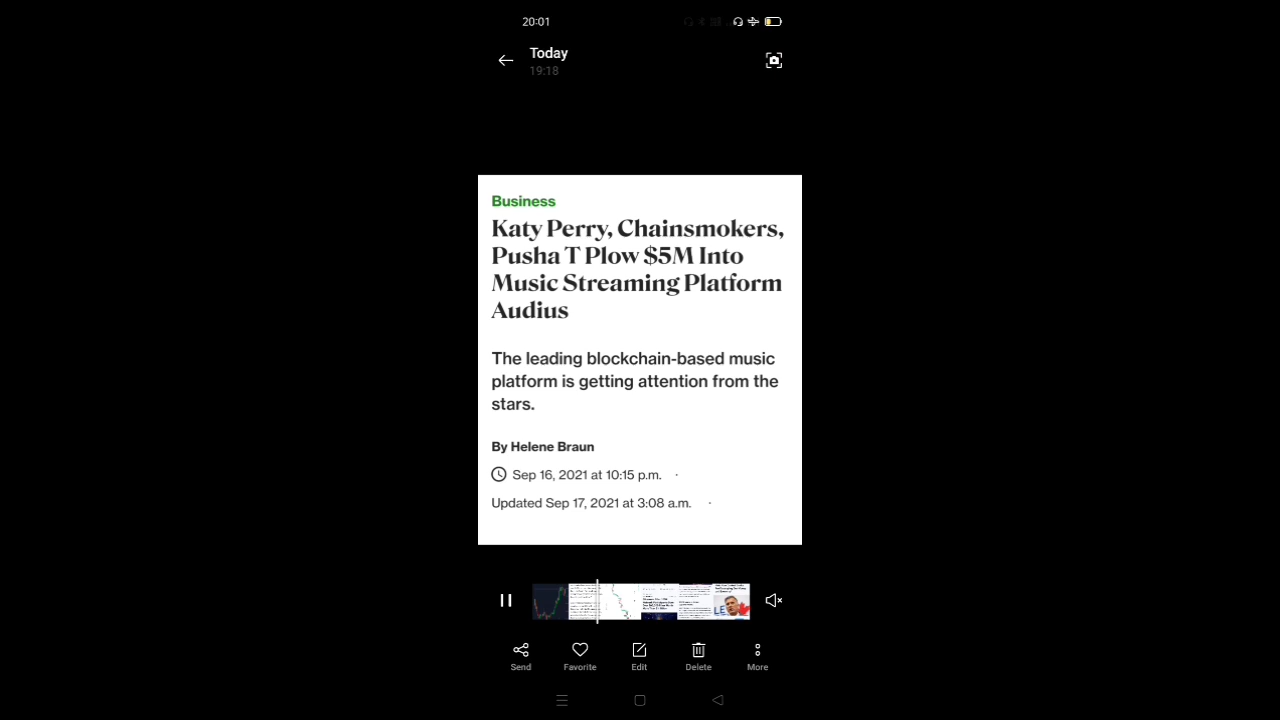 20:01
Today
19:18
Business
Katy Perry, Chainsmokers,
Pusha T Plow $5M Into
Music Streaming Platform
Audius
The leading blockchain-based music
platform is getting attention from the
stars.
By Helene Braun
Sep 16, 2021 at 10:15 p.m. ·
Updated Sep 17, 2021 at 3:08 a.m. ·
LE
Send
Favorite
Edit
Delete
More